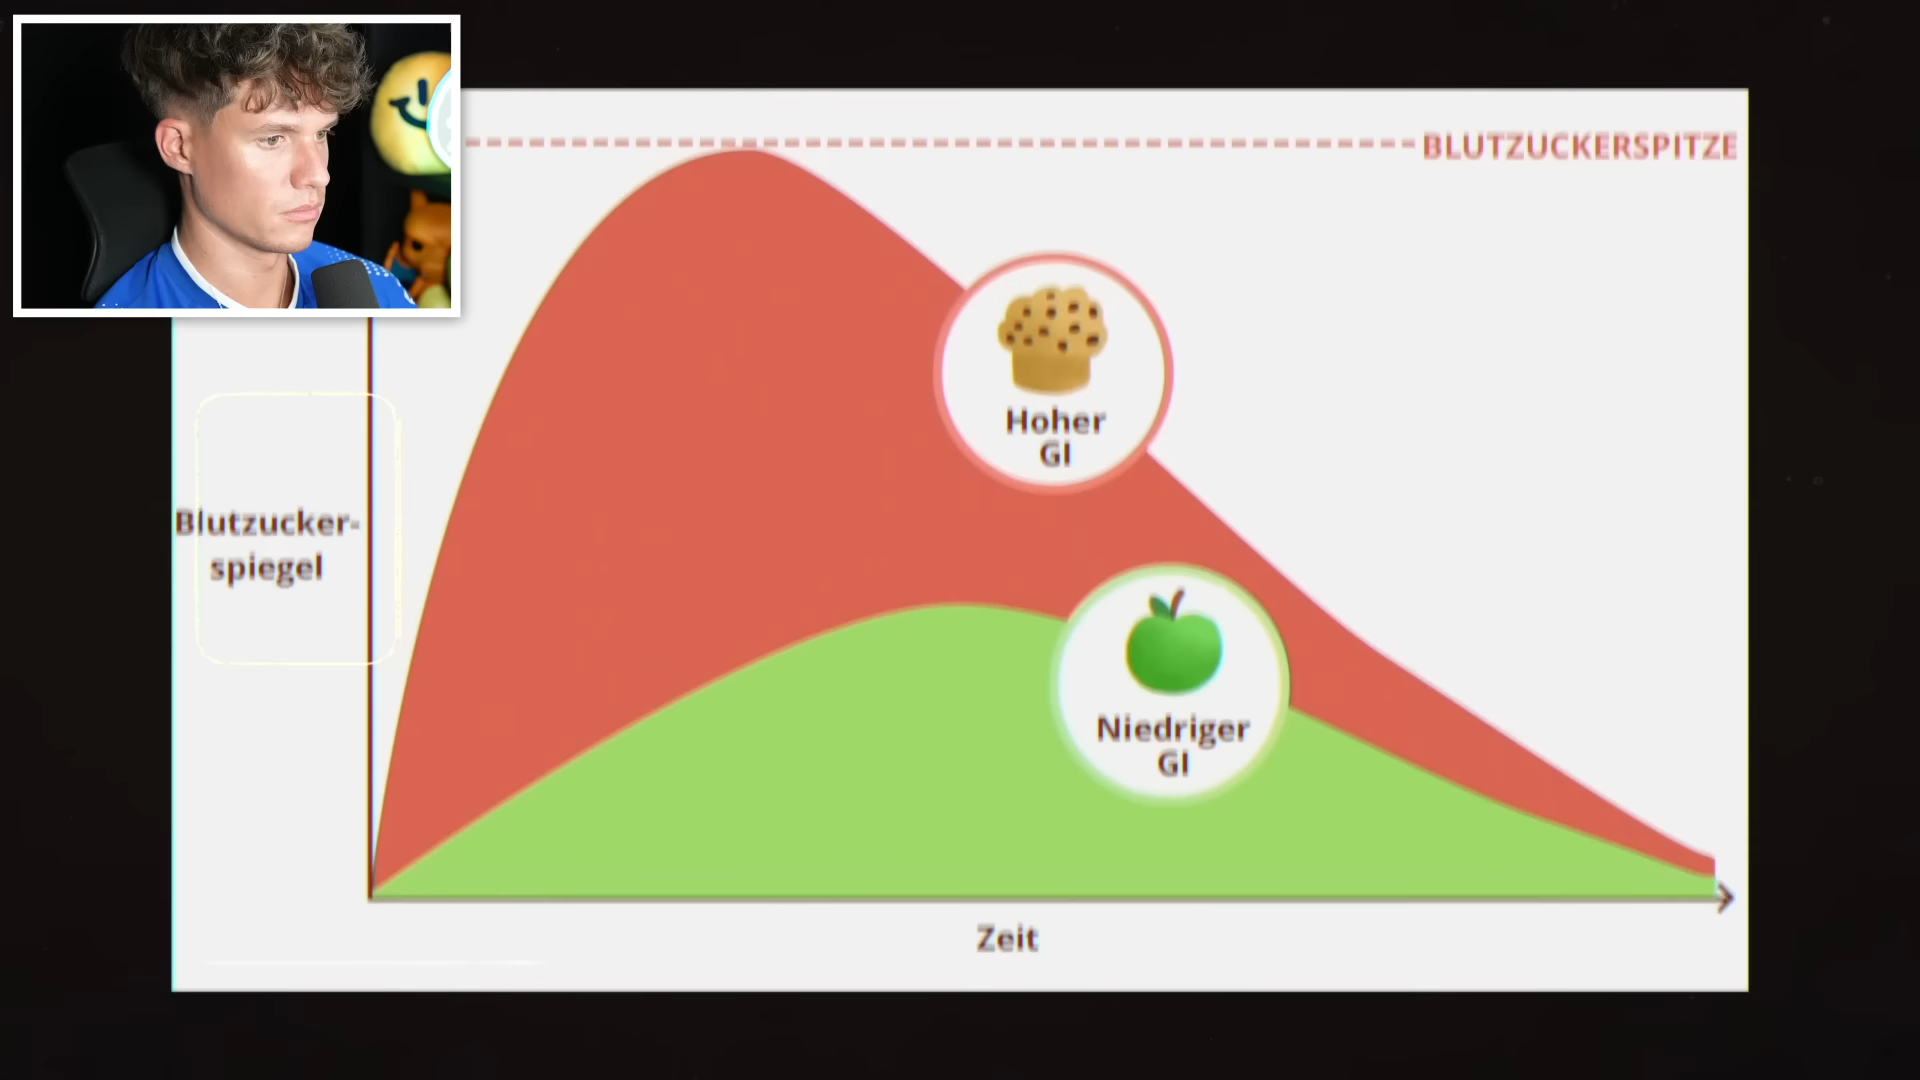 BLUTZUCKERSPITZE
Hoher
GI
Blutzucker-
spiegel
Niedriger
GI
Zeit